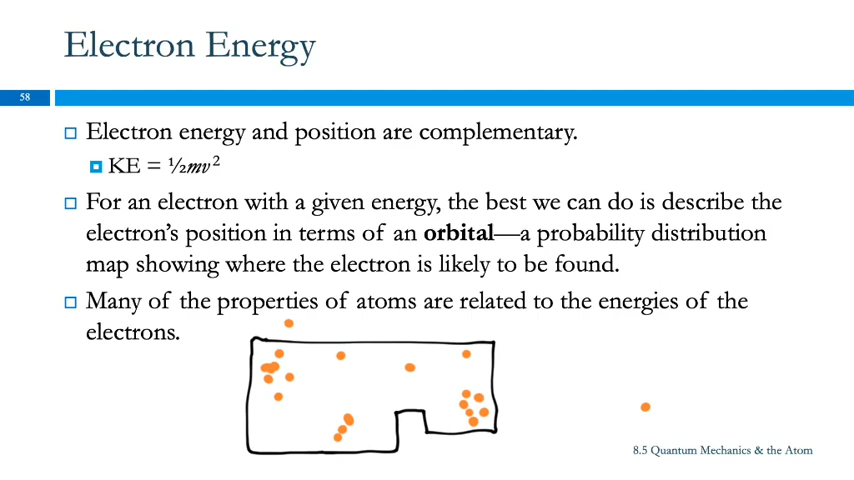 Electron Energy
58
Electron energy and position are complementary.
KE = ½mv²
For an electron with a given energy, the best we can do is describe the
electron’s position in terms of an orbital—a probability distribution
map showing where the electron is likely to be found.
Many of the properties of atoms are related to the energies of the
electrons.
8.5 Quantum Mechanics & the Atom